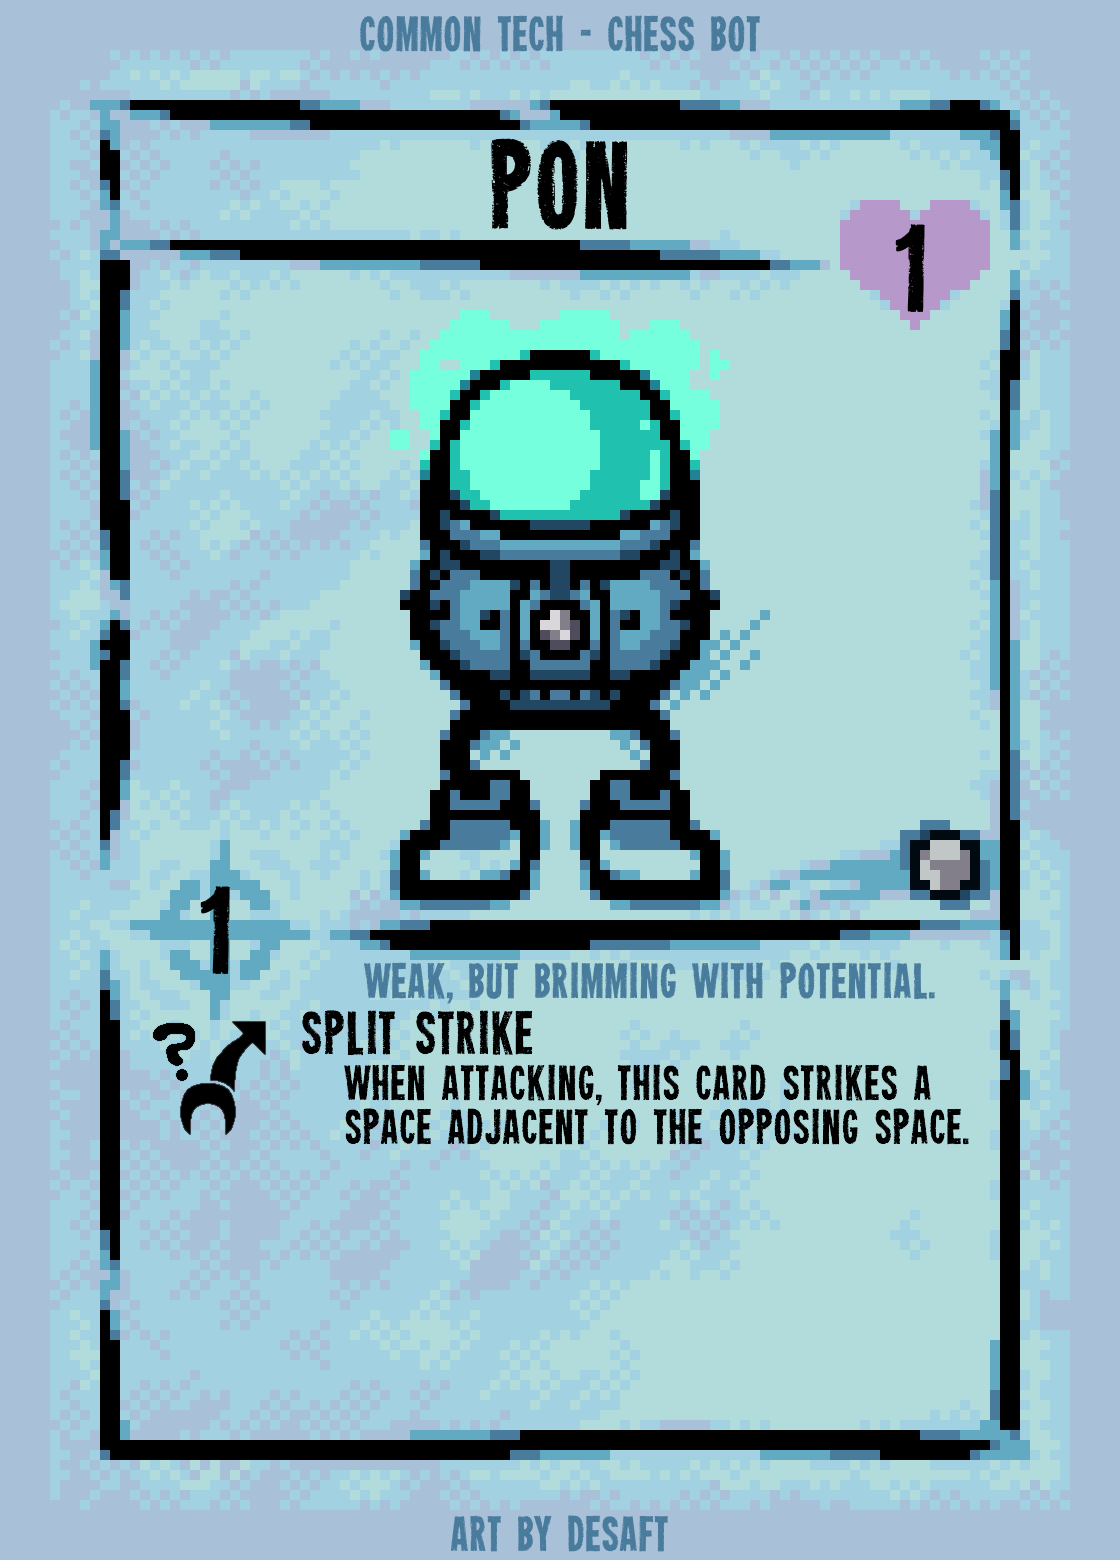 COMMON TECH - CHESS BOT
PON
1
1
WEAK, BUT BRIMMING WITH POTENTIAL.
?
SPLIT STRIKE
WHEN ATTACKING, THIS CARD STRIKES A
SPACE ADJACENT TO THE OPPOSING SPACE.
ART BY DESAFT